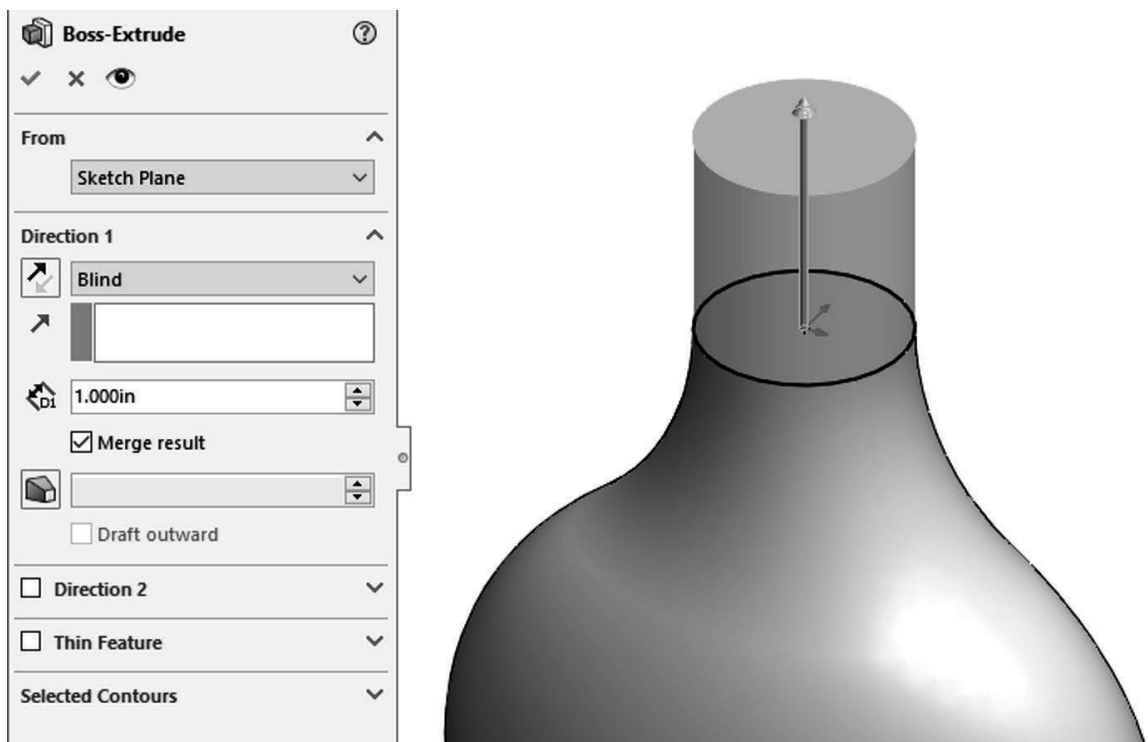 Boss-Extrude
From
Sketch Plane
Direction 1
Blind
D1
1.000in
Merge result
Draft outward
Direction 2
Thin Feature
Selected Contours